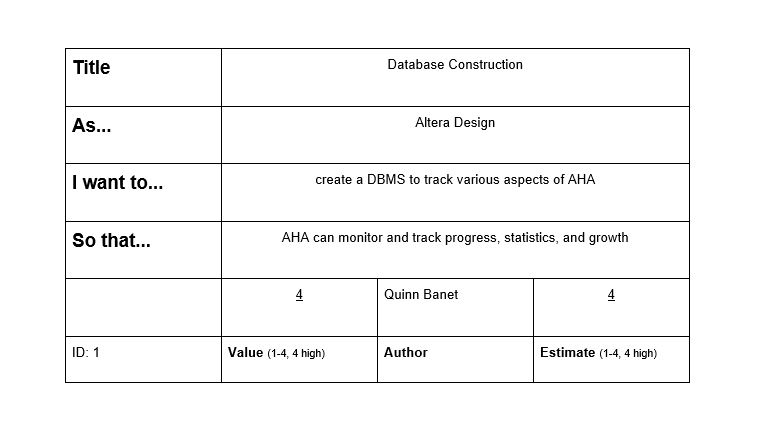 Title
Database Construction
As...
Altera Design
I want to...
create a DBMS to track various aspects of AHA
So that...
AHA can monitor and track progress, statistics, and growth
4
Quinn Banet
4
ID: 1
Value (1-4, 4 high)
Author
Estimate (1-4, 4 high)